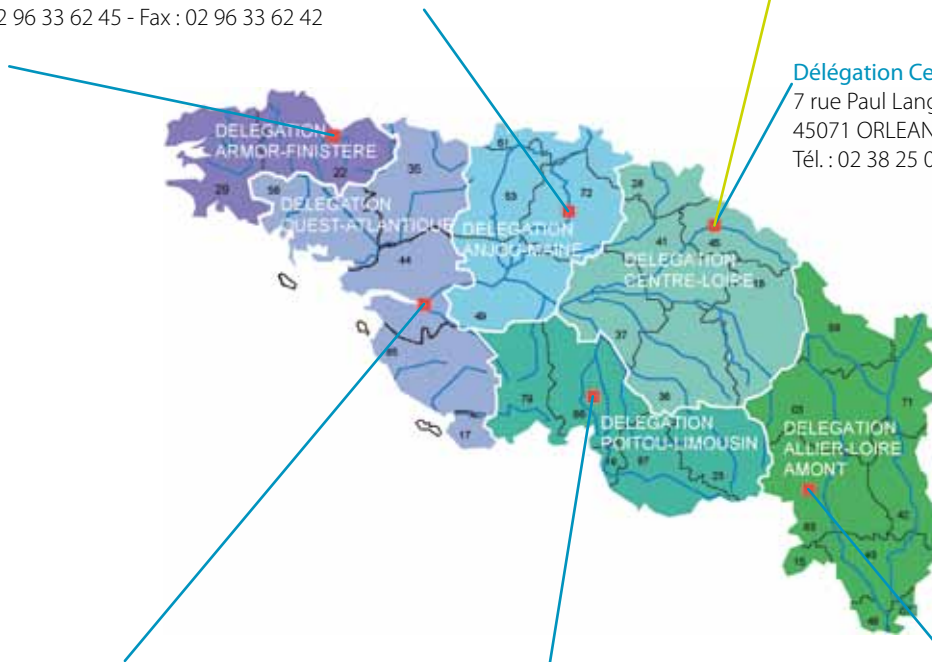 2 96 33 62 45 - Fax : 02 96 33 62 42
Délégation Ce
7 rue Paul Lang
45071 ORLEAN
Tél. : 02 38 25 0
DELEGATION
ARMOR-FINISTERE
22
29
35
56
DELEGATION
OUEST-ATLANTIQUE
44
85
17
61
53
72
DELEGATION
ANJOU-MAINE
49
28
41
45
18
DELEGATION
CENTRE-LOIRE
37
36
79
86
DELEGATION
POITOU-LIMOUSIN
87
23
58
71
03
DELEGATION
ALLIER-LOIRE
AMONT
42
63
15
43
48